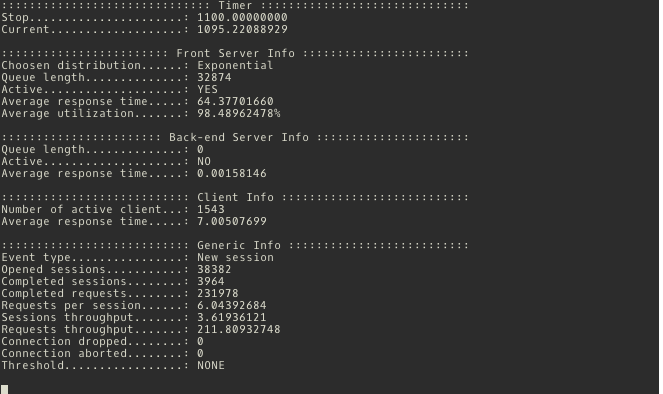 :::::::::::::::::::::::::::::: Timer ::::::::::::::::::::::::::::::
Stop......................: 1100.00000000
Current...................: 1095.22088929
:::::::::::::::::::::::: Front Server Info ::::::::::::::::::::::::
Choosen distribution......: Exponential
Queue length..............: 32874
Active....................: YES
Average response time.....: 64.37701660
Average utilization.......: 98.48962478%
::::::::::::::::::::::: Back-end Server Info ::::::::::::::::::::::
Queue length..............: 0
Active....................: NO
Average response time.....: 0.00158146
::::::::::::::::::::::::::: Client Info :::::::::::::::::::::::::::
Number of active client...: 1543
Average response time.....: 7.00507699
::::::::::::::::::::::::::: Generic Info ::::::::::::::::::::::::::
Event type................: New session
Opened sessions...........: 38382
Completed sessions........: 3964
Completed requests........: 231978
Requests per session......: 6.04392684
Sessions throughput.......: 3.61936121
Requests throughput.......: 211.80932748
Connection dropped........: 0
Connection aborted........: 0
Threshold.................: NONE